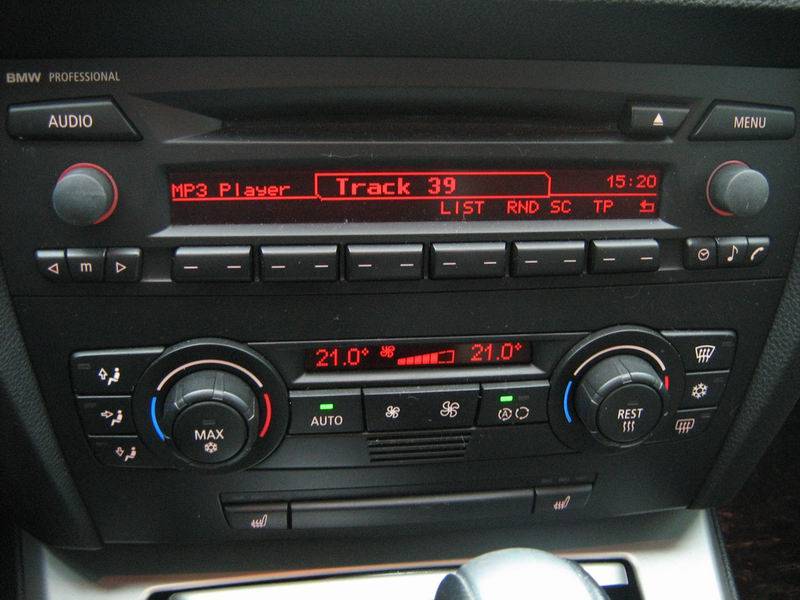 BMW PROFESSIONAL
AUDIO
MENU
MP3 Player Track 39 15:20
LIST RND SC TP
m
21.0° 21.0°
AUTO
A
MAX
REST